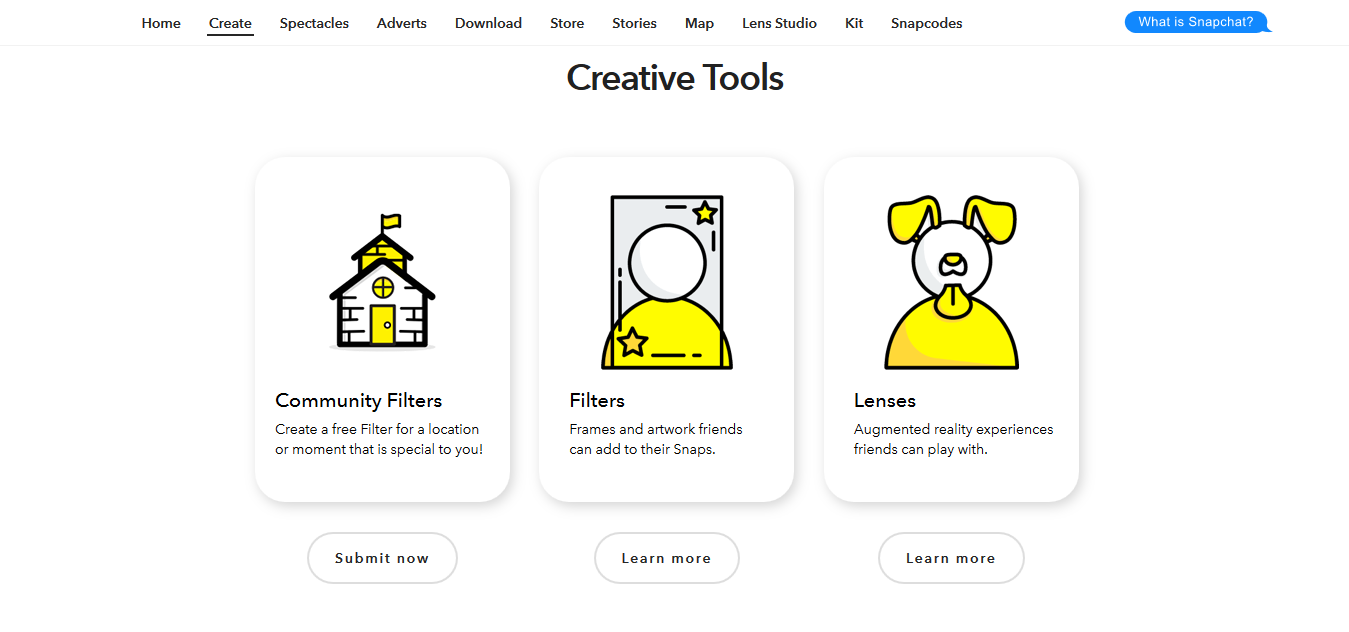 Home Create Spectacles Adverts Download Store Stories Map Lens Studio Kit Snapcodes What is Snapchat?
Creative Tools
Community Filters
Create a free Filter for a location
or moment that is special to you!
Submit now
Filters
Frames and artwork friends
can add to their Snaps.
Learn more
Lenses
Augmented reality experiences
friends can play with.
Learn more